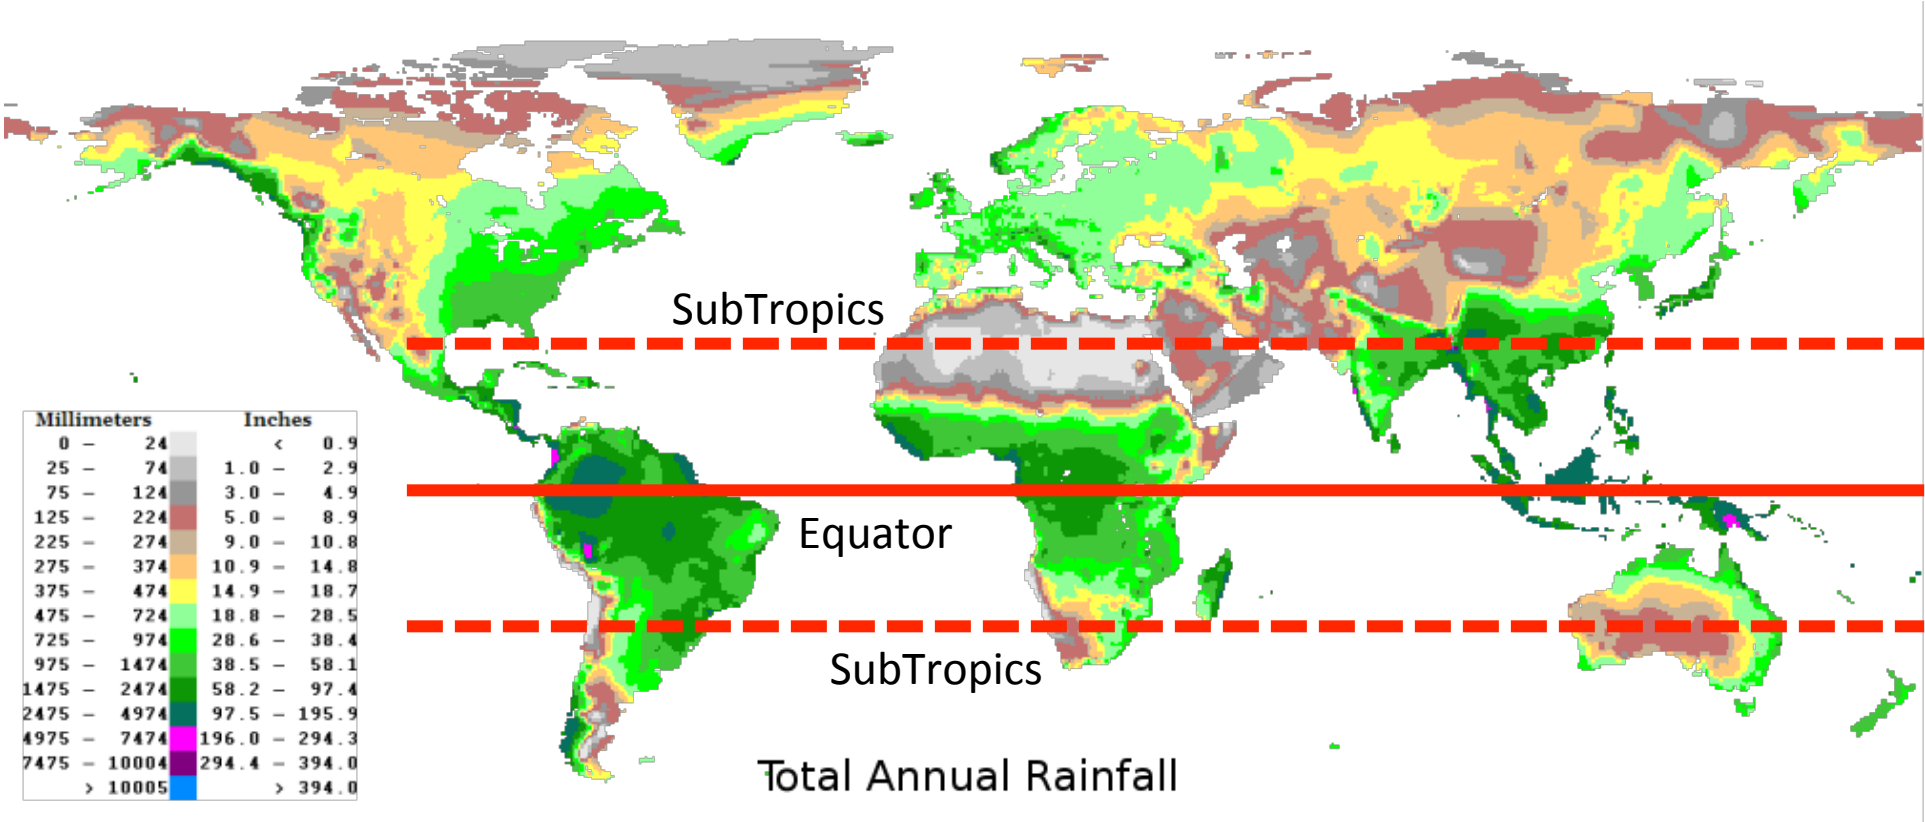 SubTropics
Equator
SubTropics
Millimeters Inches
0 – 24 < 0.9
25 – 74 1.0 – 2.9
75 – 124 3.0 – 4.9
125 – 224 5.0 – 8.9
225 – 274 9.0 – 10.8
275 – 374 10.9 – 14.8
375 – 474 14.9 – 18.7
475 – 724 18.8 – 28.5
725 – 974 28.6 – 38.4
975 – 1474 38.5 – 58.1
1475 – 2474 58.2 – 97.4
2475 – 4974 97.5 – 195.9
4975 – 7474 196.0 – 294.3
7475 – 10004 294.4 – 394.0
> 10005 > 394.0
Total Annual Rainfall